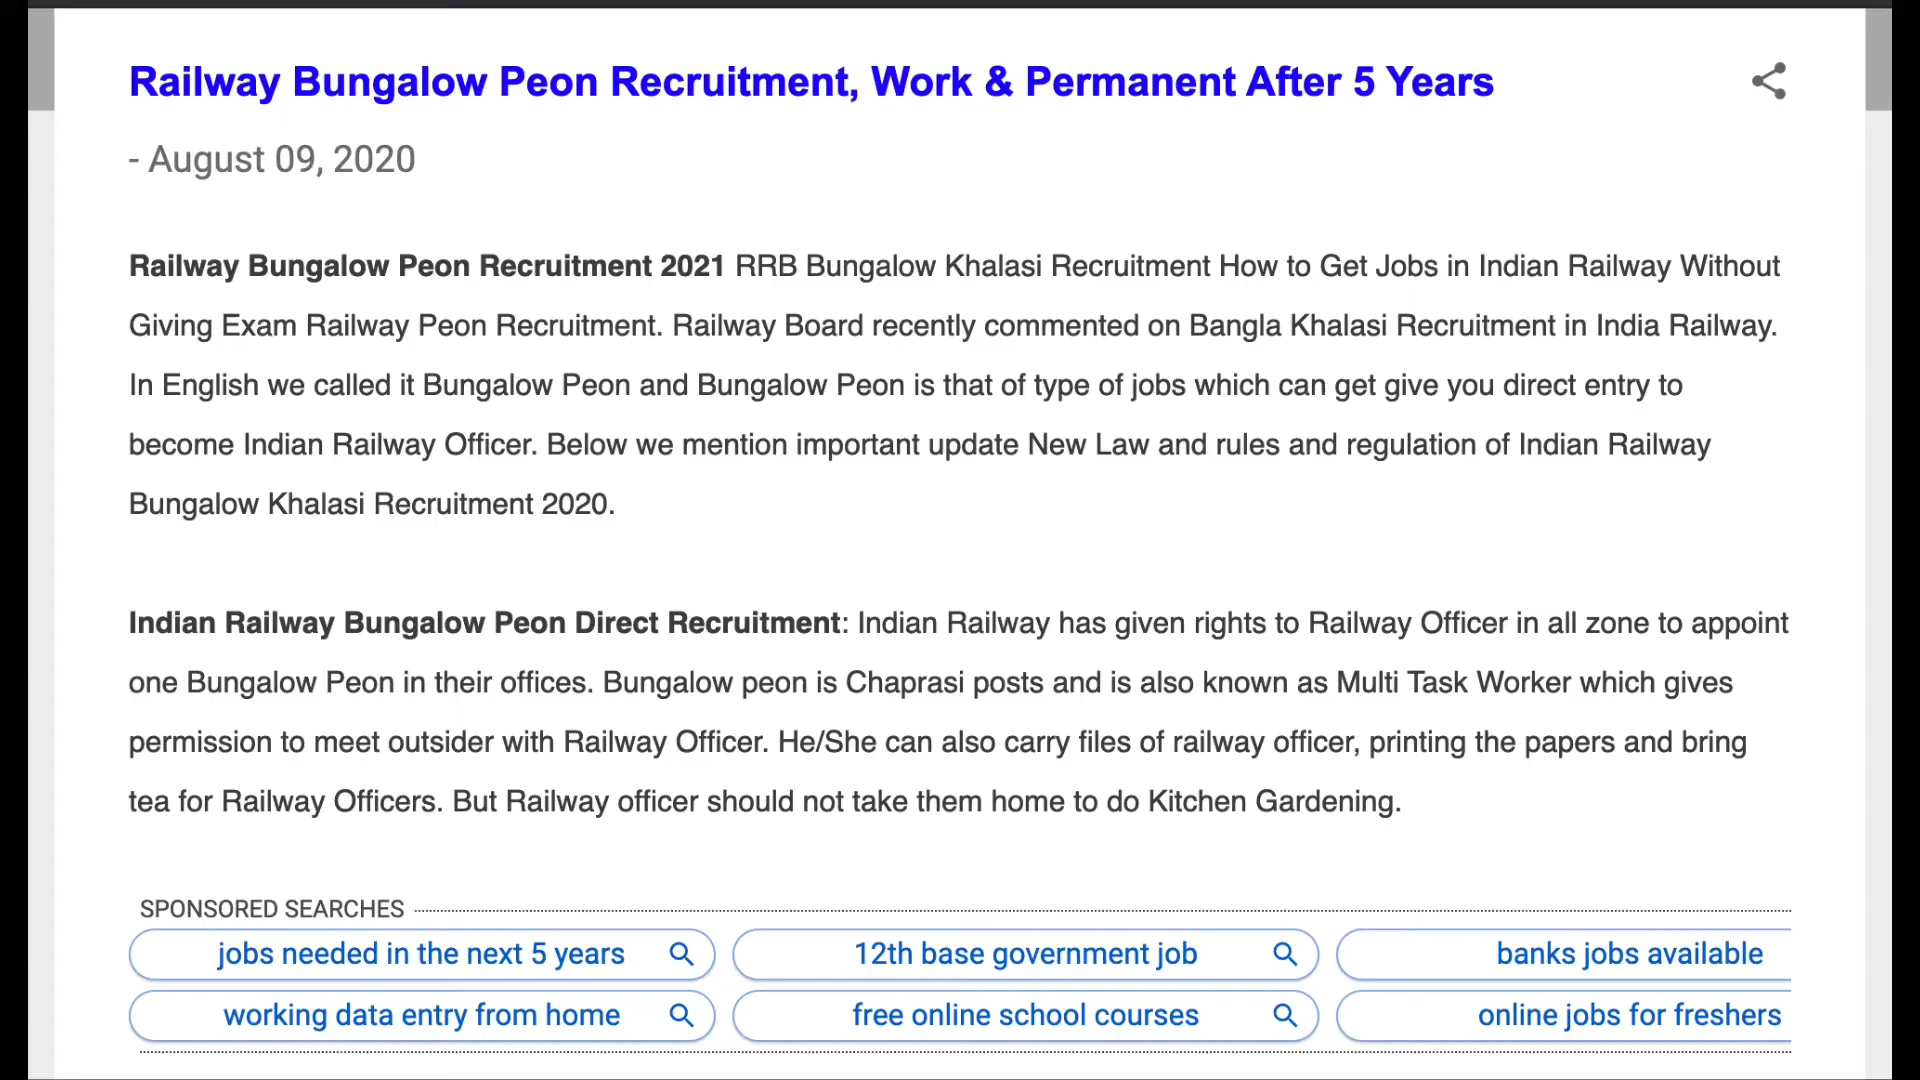 Railway Bungalow Peon Recruitment, Work & Permanent After 5 Years
- August 09, 2020
Railway Bungalow Peon Recruitment 2021 RRB Bungalow Khalasi Recruitment How to Get Jobs in Indian Railway Without
Giving Exam Railway Peon Recruitment. Railway Board recently commented on Bangla Khalasi Recruitment in India Railway.
In English we called it Bungalow Peon and Bungalow Peon is that of type of jobs which can get give you direct entry to
become Indian Railway Officer. Below we mention important update New Law and rules and regulation of Indian Railway
Bungalow Khalasi Recruitment 2020.
Indian Railway Bungalow Peon Direct Recruitment: Indian Railway has given rights to Railway Officer in all zone to appoint
one Bungalow Peon in their offices. Bungalow peon is Chaprasi posts and is also known as Multi Task Worker which gives
permission to meet outsider with Railway Officer. He/She can also carry files of railway officer, printing the papers and bring
tea for Railway Officers. But Railway officer should not take them home to do Kitchen Gardening.
SPONSORED SEARCHES
jobs needed in the next 5 years
12th base government job
banks jobs available
working data entry from home
free online school courses
online jobs for freshers